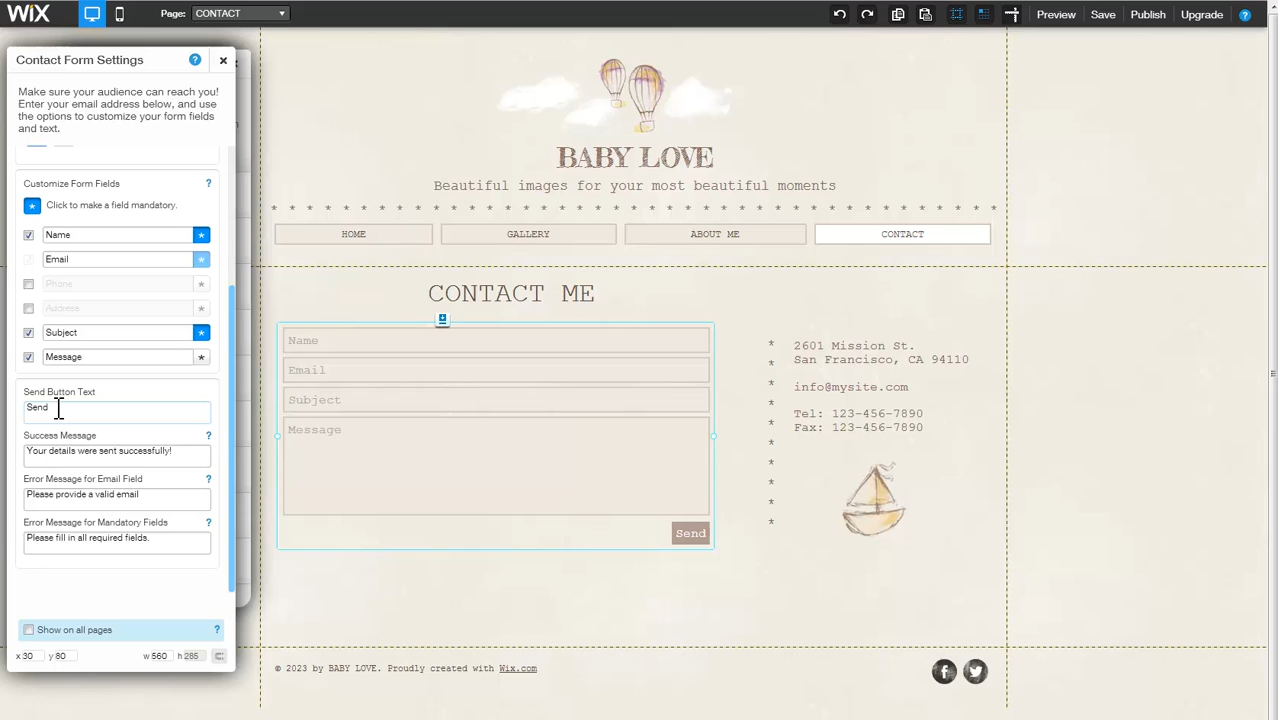 WIX
Page: CONTACT
Preview Save Publish Upgrade ?
Contact Form Settings ? ×
Make sure your audience can reach you!
Enter your email address below, and use
the options to customize your form fields
and text.
Customize Form Fields ?
Click to make a field mandatory.
Name
Email
Phone
Address
Subject
Message
Send Button Text
Send
Success Message ?
Your details were sent successfully!
Error Message for Email Field ?
Please provide a valid email
Error Message for Mandatory Fields ?
Please fill in all required fields.
Show on all pages ?
x 30 y 80 w 560 h 285
BABY LOVE
Beautiful images for your most beautiful moments
HOME GALLERY ABOUT ME CONTACT
CONTACT ME
Name
Email
Subject
Message
Send
2601 Mission St.
San Francisco, CA 94110
info@mysite.com
Tel: 123-456-7890
Fax: 123-456-7890
© 2023 by BABY LOVE. Proudly created with Wix.com